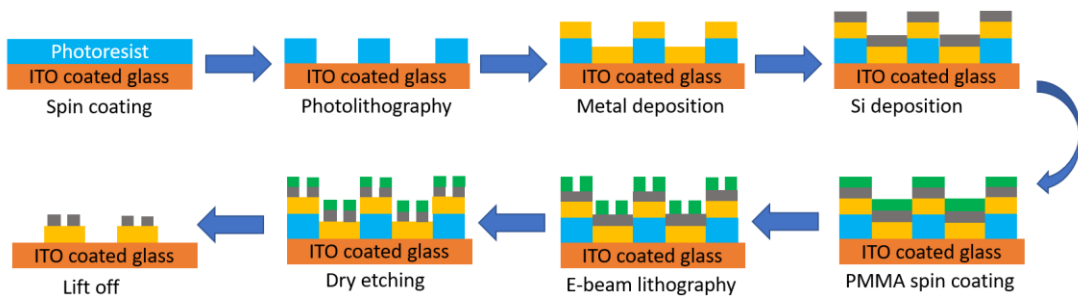 Photoresist
ITO coated glass
Spin coating
ITO coated glass
Photolithography
ITO coated glass
Metal deposition
ITO coated glass
Si deposition
ITO coated glass
PMMA spin coating
ITO coated glass
E-beam lithography
ITO coated glass
Dry etching
ITO coated glass
Lift off